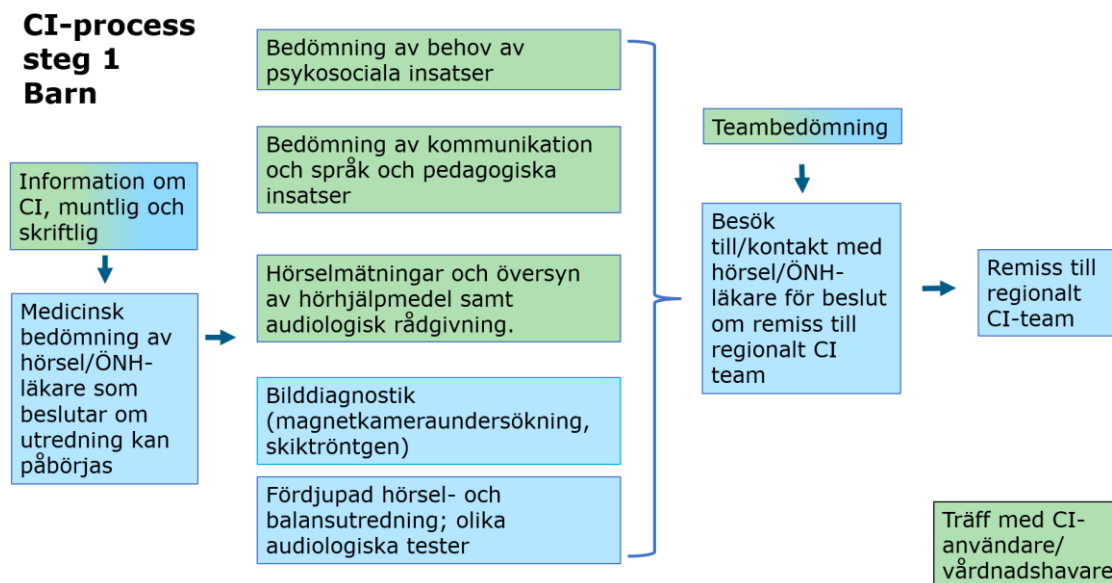 CI-process
steg 1
Barn
Information om
CI, muntlig och
skriftlig
Medicinsk
bedömning av
hörsel/ÖNH-
läkare som
beslutar om
utredning kan
påbörjas
Bedömning av behov av
psykosociala insatser
Bedömning av kommunikation
och språk och pedagogiska
insatser
Hörselmätningar och översyn
av hörhjälpmedel samt
audiologisk rådgivning.
Bilddiagnostik
(magnetkameraundersökning,
skiktröntgen)
Fördjupad hörsel- och
balansutredning; olika
audiologiska tester
Teambedömning
Besök
till/kontakt med
hörsel/ÖNH-
läkare för beslut
om remiss till
regionalt CI
team
Remiss till
regionalt
CI-team
Träff med CI-
användare/
vårdnadshavare